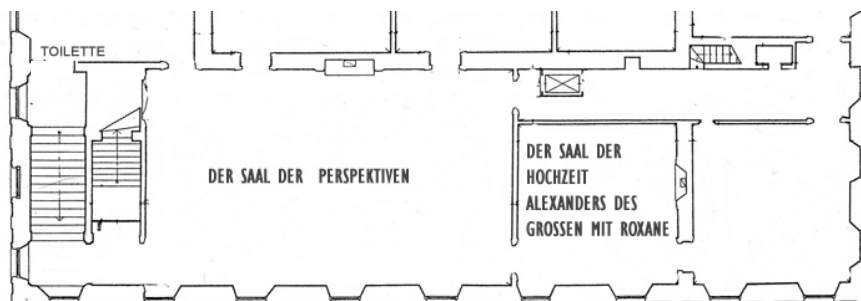 TOILETTE
DER SAAL DER PERSPEKTIVEN
DER SAAL DER
HOCHZEIT
ALEXANDERS DES
GROSSEN MIT ROXANE